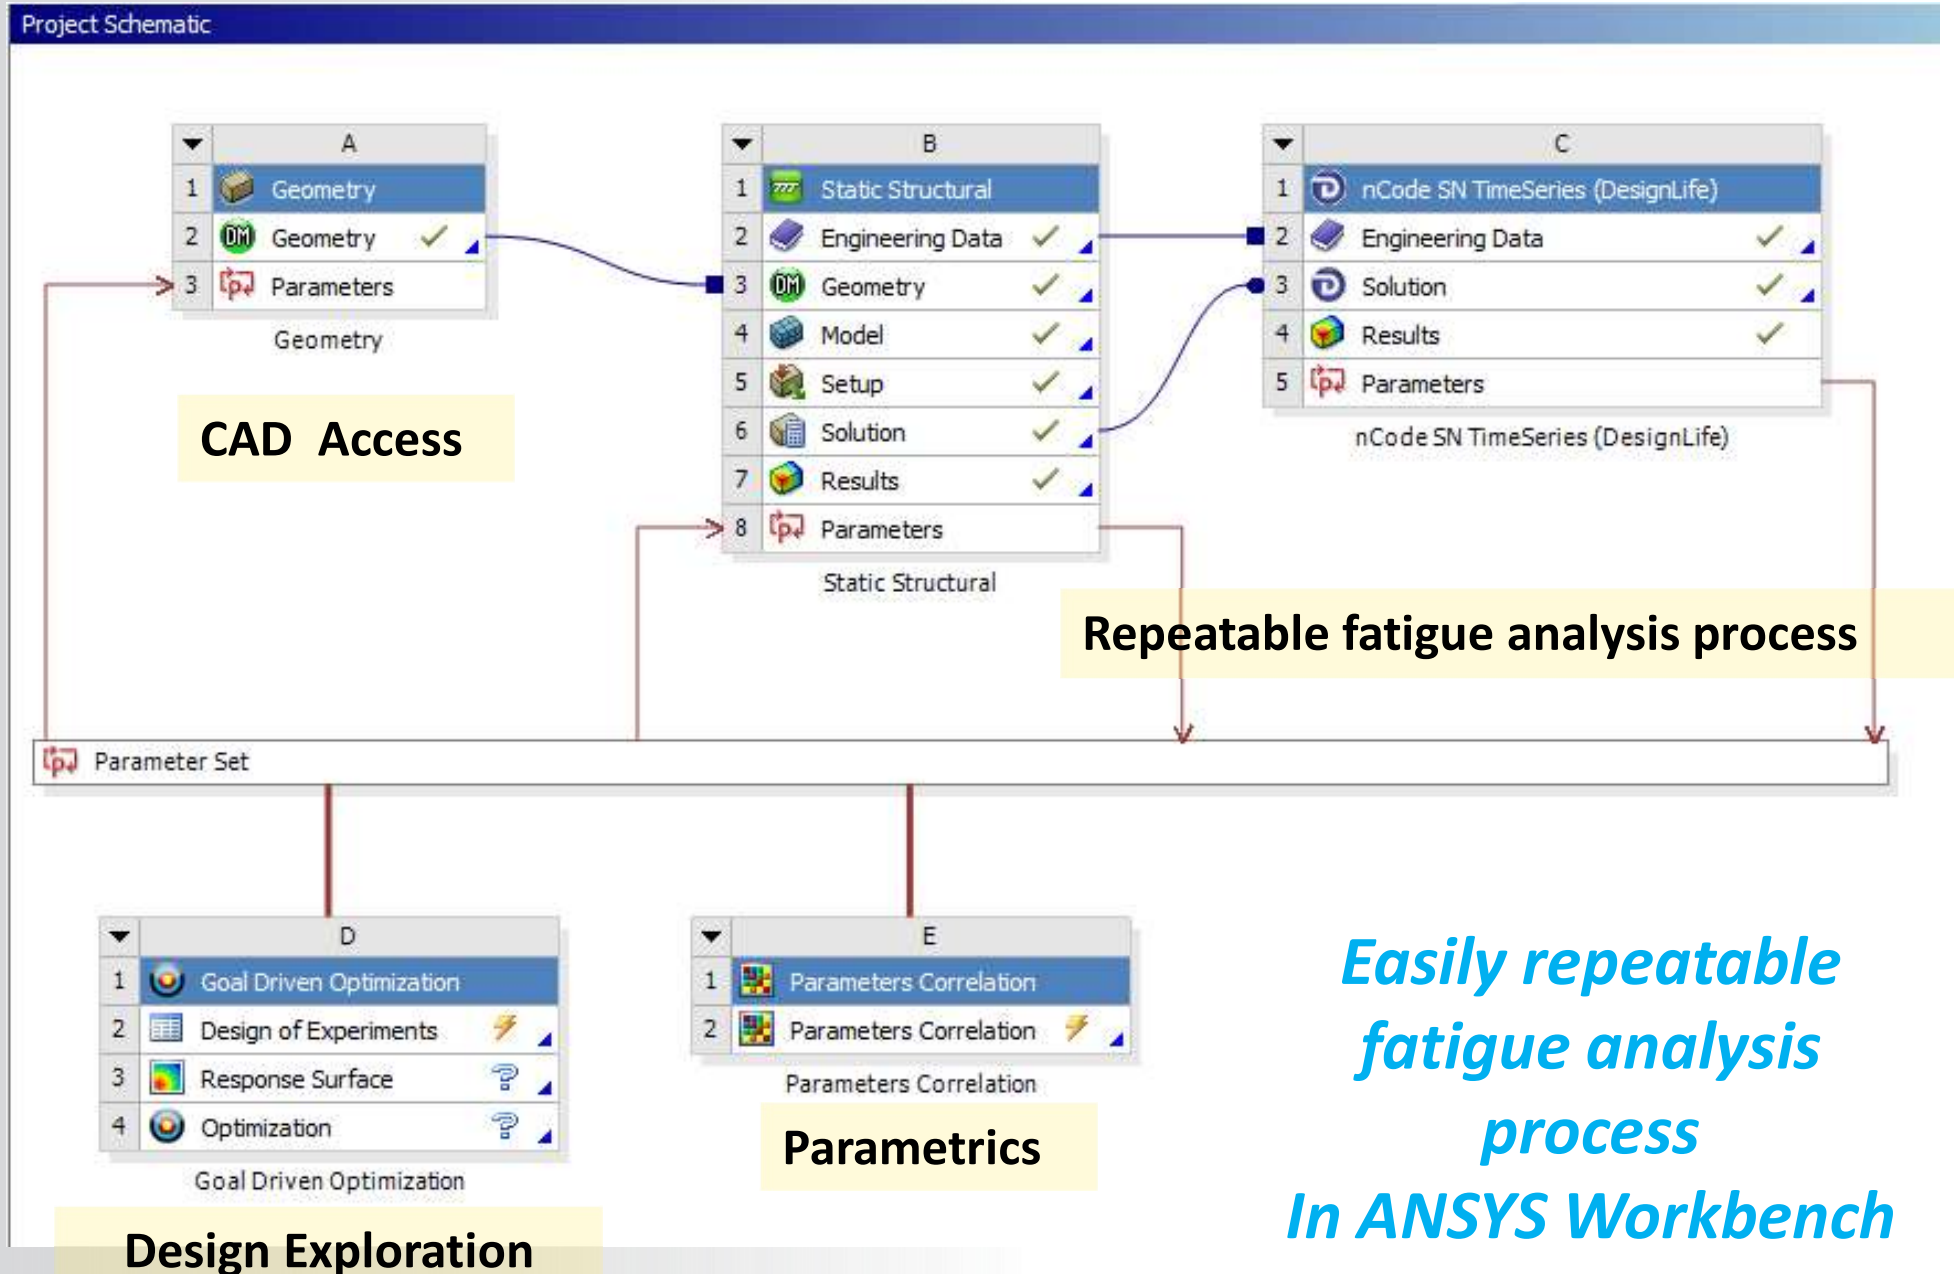 Project Schematic
A
1 Geometry
2 DM Geometry
3 Parameters
Geometry
CAD Access
B
1 Static Structural
2 Engineering Data
3 DM Geometry
4 Model
5 Setup
6 Solution
7 Results
8 Parameters
Static Structural
C
1 nCode SN TimeSeries (DesignLife)
2 Engineering Data
3 Solution
4 Results
5 Parameters
nCode SN TimeSeries (DesignLife)
Repeatable fatigue analysis process
Parameter Set
D
1 Goal Driven Optimization
2 Design of Experiments
3 Response Surface
4 Optimization
Goal Driven Optimization
Design Exploration
E
1 Parameters Correlation
2 Parameters Correlation
Parameters Correlation
Parametrics
Easily repeatable
fatigue analysis
process
In ANSYS Workbench